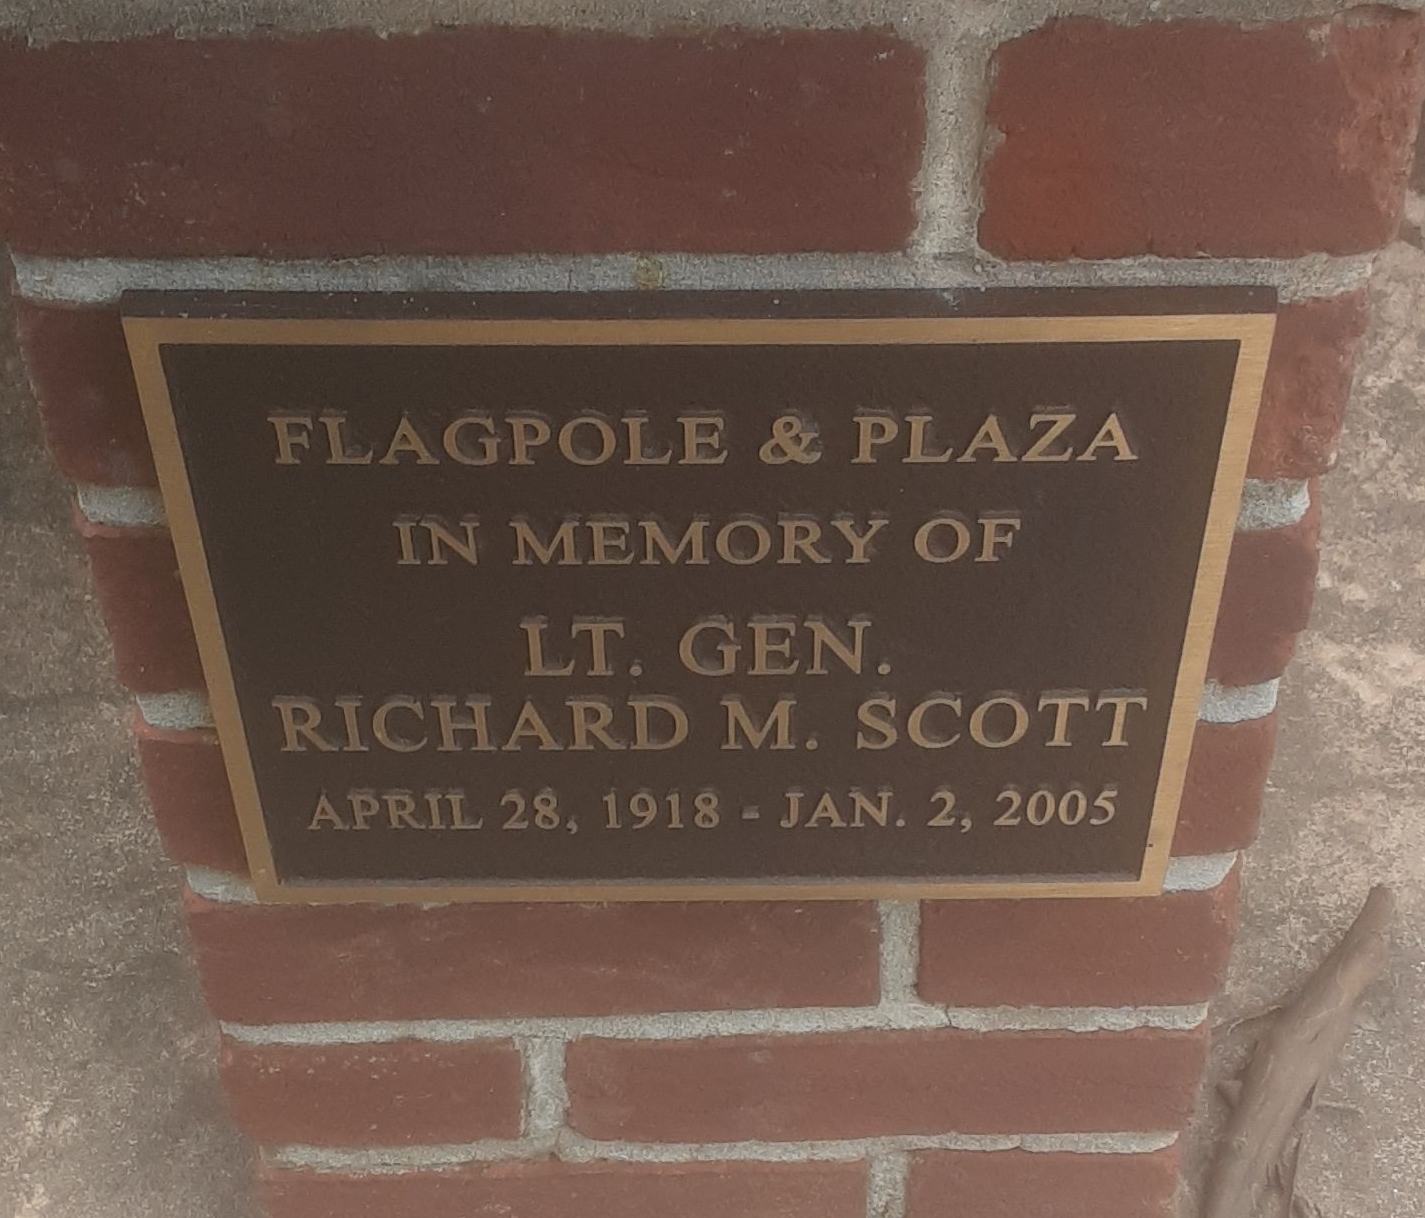 FLAGPOLE & PLAZA
IN MEMORY OF
LT. GEN.
RICHARD M. SCOTT
APRIL 28, 1918 - JAN. 2, 2005